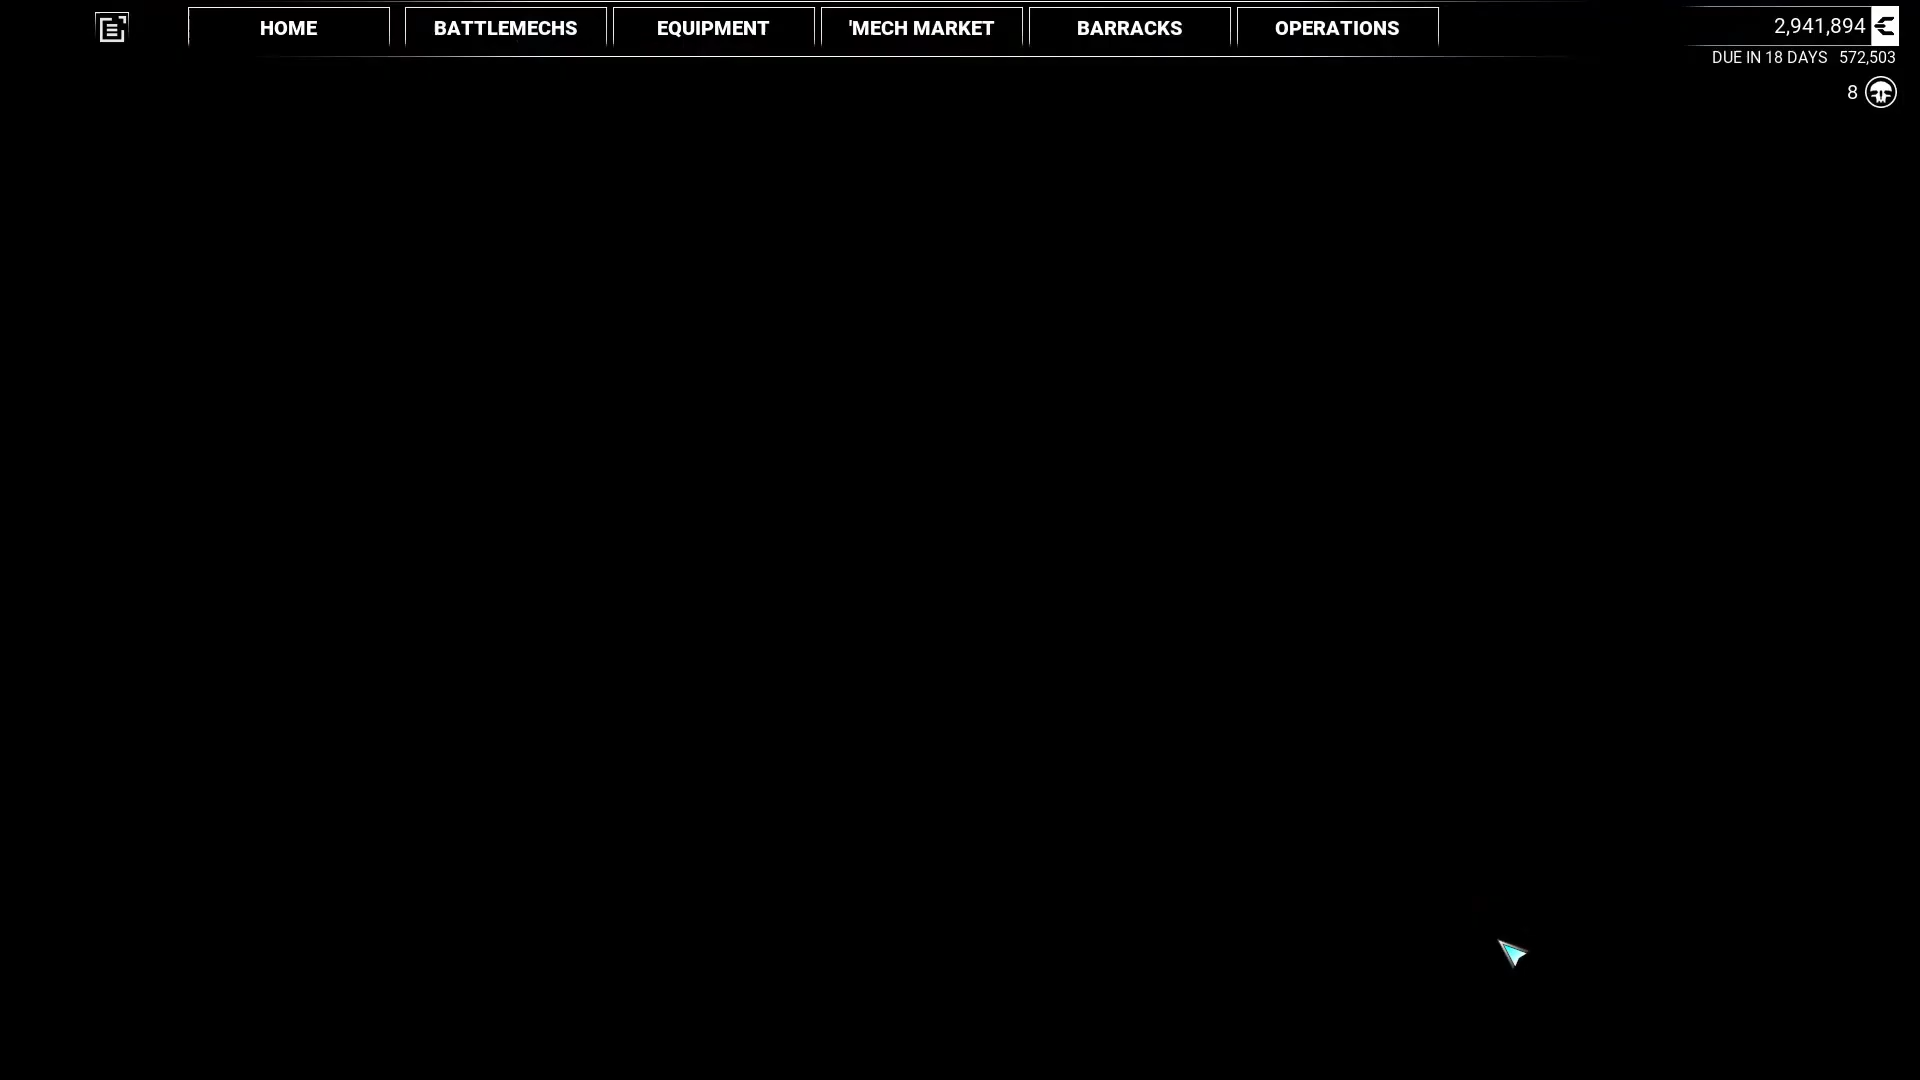 HOME
BATTLEMECHS
EQUIPMENT
'MECH MARKET
BARRACKS
OPERATIONS
2,941,894
DUE IN 18 DAYS 572,503
8